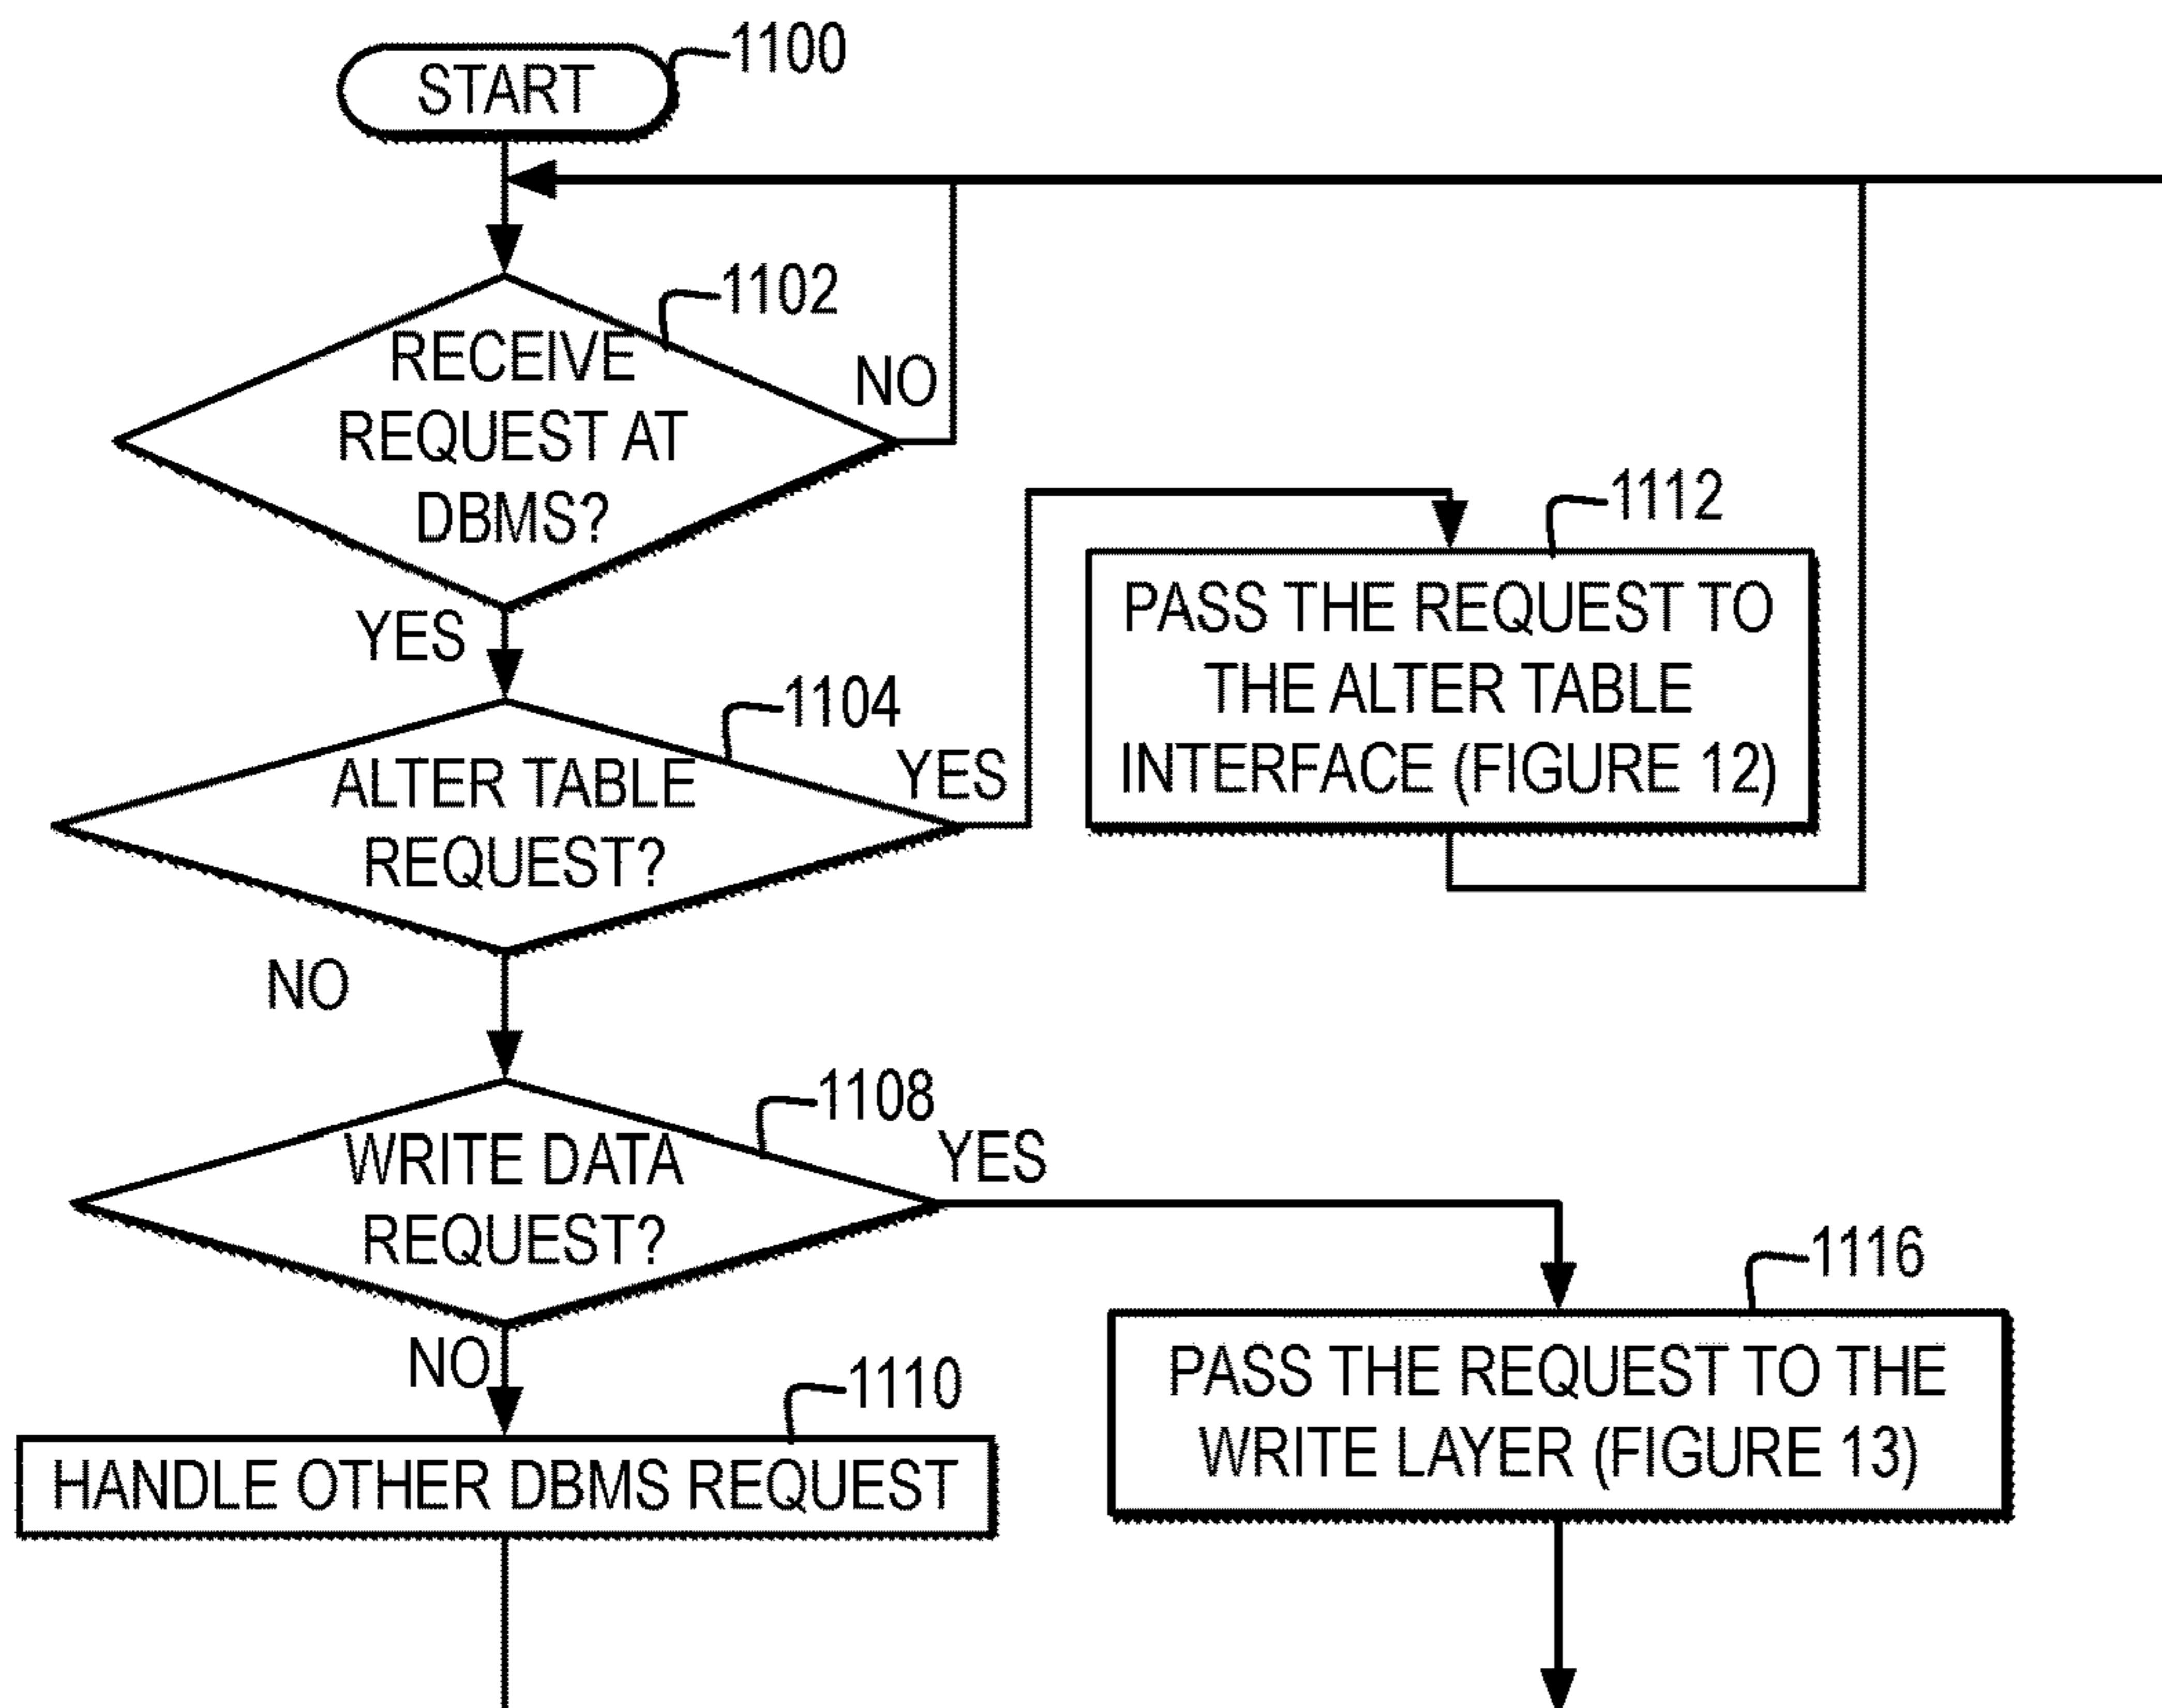 START
1100
1102
RECEIVE
REQUEST AT
DBMS?
NO
YES
1104
ALTER TABLE
REQUEST?
YES
1112
PASS THE REQUEST TO
THE ALTER TABLE
INTERFACE (FIGURE 12)
NO
1108
WRITE DATA
REQUEST?
YES
1116
PASS THE REQUEST TO THE
WRITE LAYER (FIGURE 13)
NO
1110
HANDLE OTHER DBMS REQUEST